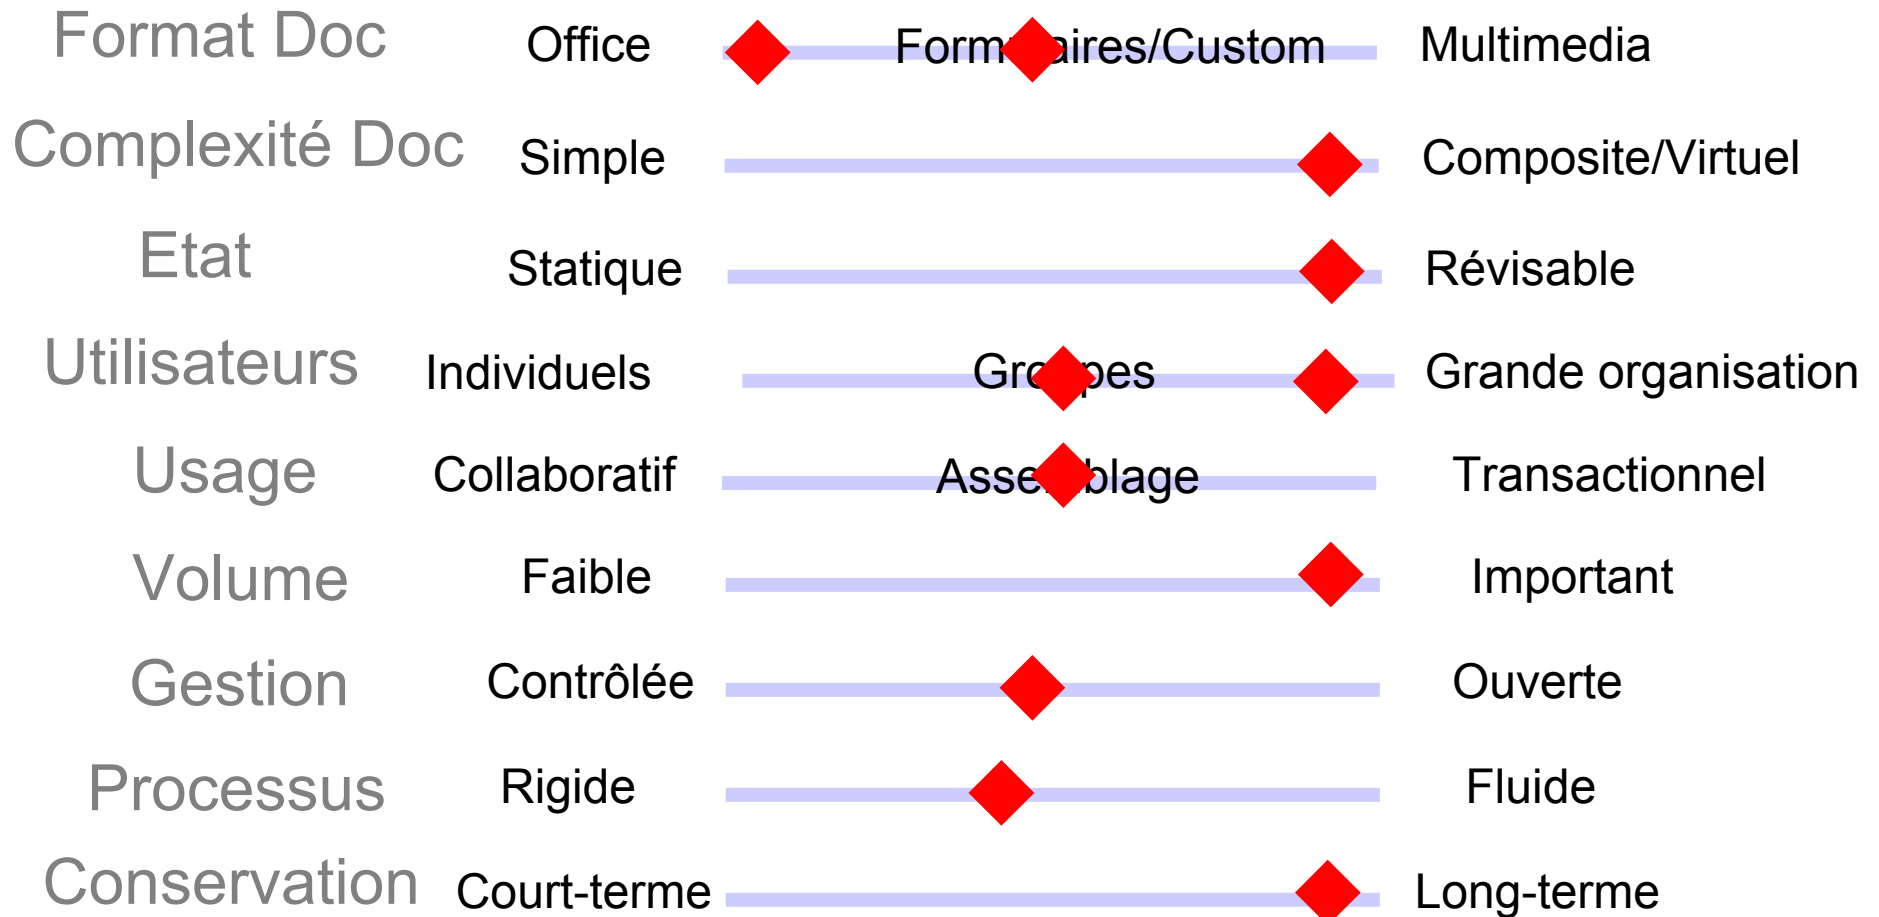 Format Doc Office Formulaires/Custom Multimedia
Complexité Doc Simple Composite/Virtuel
Etat Statique Révisable
Utilisateurs Individuels Groupes Grande organisation
Usage Collaboratif Assemblage Transactionnel
Volume Faible Important
Gestion Contrôlée Ouverte
Processus Rigide Fluide
Conservation Court-terme Long-terme